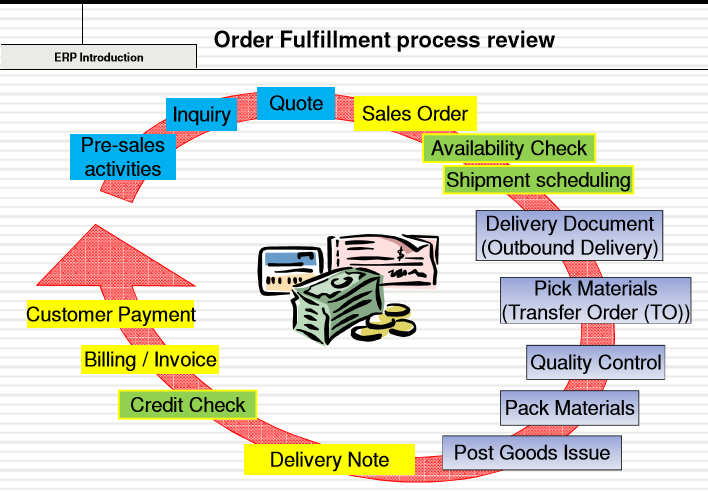 Order Fulfillment process review
ERP Introduction
Pre-sales
activities
Inquiry
Quote
Sales Order
Availability Check
Shipment scheduling
Delivery Document
(Outbound Delivery)
Pick Materials
(Transfer Order (TO))
Quality Control
Pack Materials
Post Goods Issue
Delivery Note
Credit Check
Billing / Invoice
Customer Payment
$